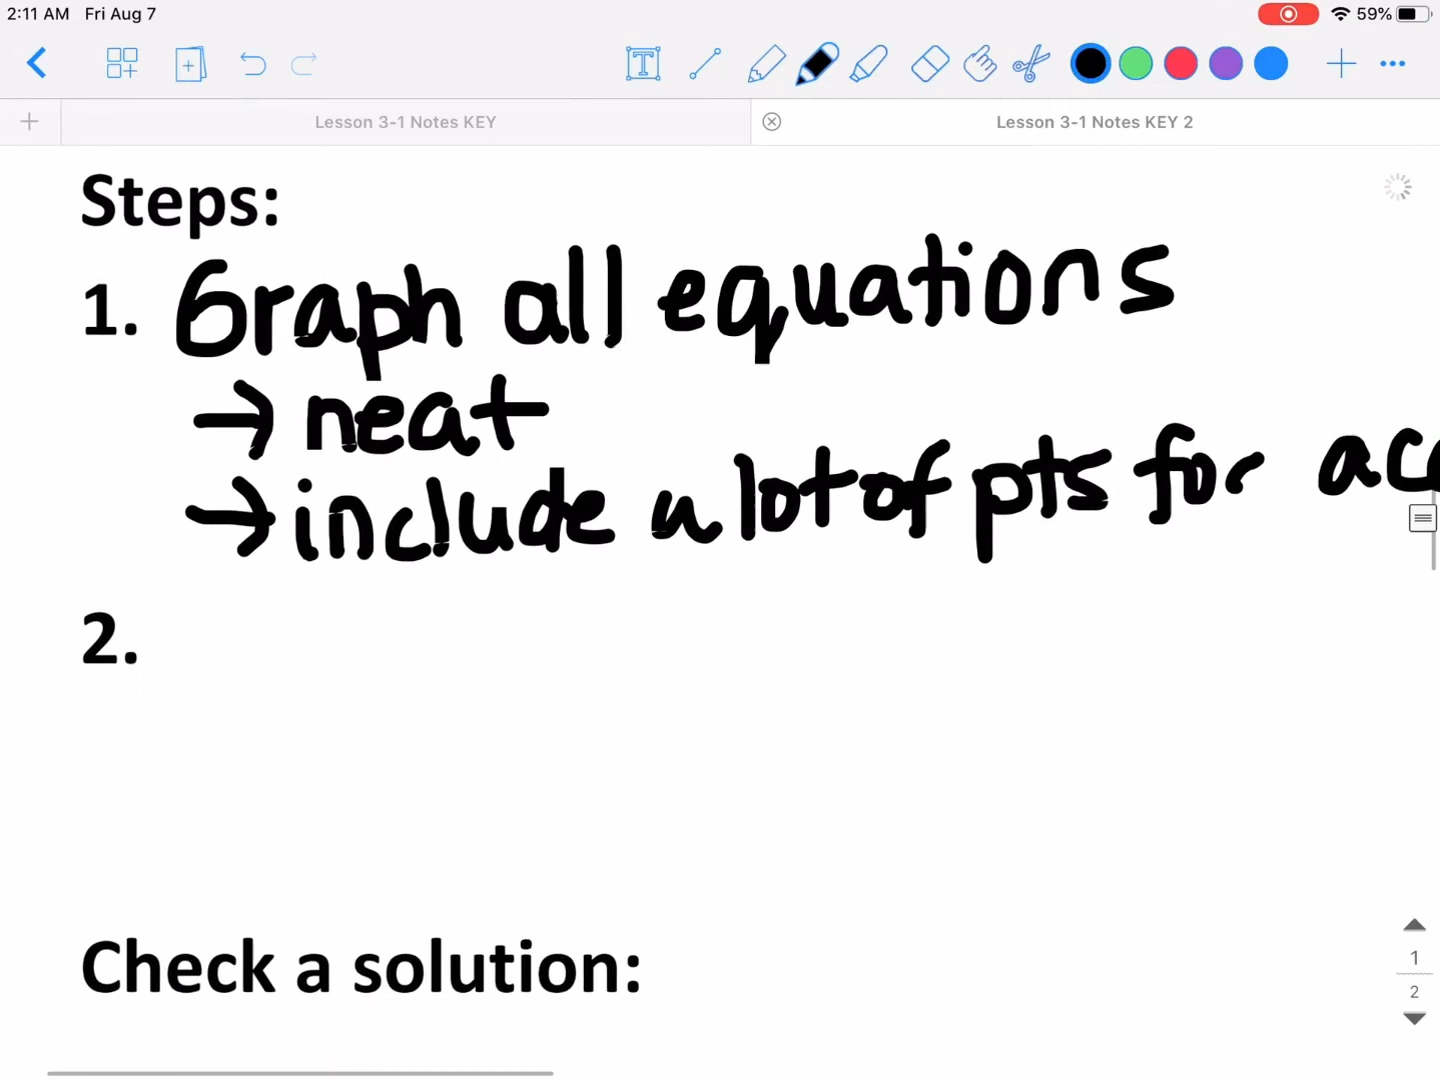 2:11 AM Fri Aug 7 59%
T
Lesson 3-1 Notes KEY Lesson 3-1 Notes KEY 2
Steps:
1. Graph all equations
→ neat
→ include a lot of pts for
2.
Check a solution:
1
2